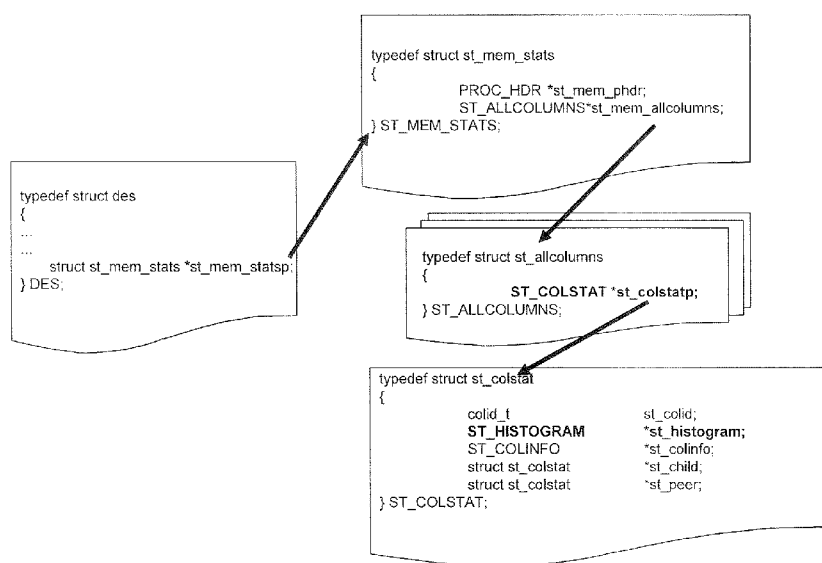 typedef struct st_mem_stats
{
PROC_HDR *st_mem_phdr;
ST_ALLCOLUMNS*st_mem_allcolumns;
} ST_MEM_STATS;
typedef struct des
{
...
...
struct st_mem_stats *st_mem_statsp;
} DES;
typedef struct st_allcolumns
{
ST_COLSTAT *st_colstatp;
} ST_ALLCOLUMNS;
typedef struct st_colstat
{
colid_t st_colid;
ST_HISTOGRAM *st_histogram;
ST_COLINFO *st_colinfo;
struct st_colstat *st_child;
struct st_colstat *st_peer;
} ST_COLSTAT;